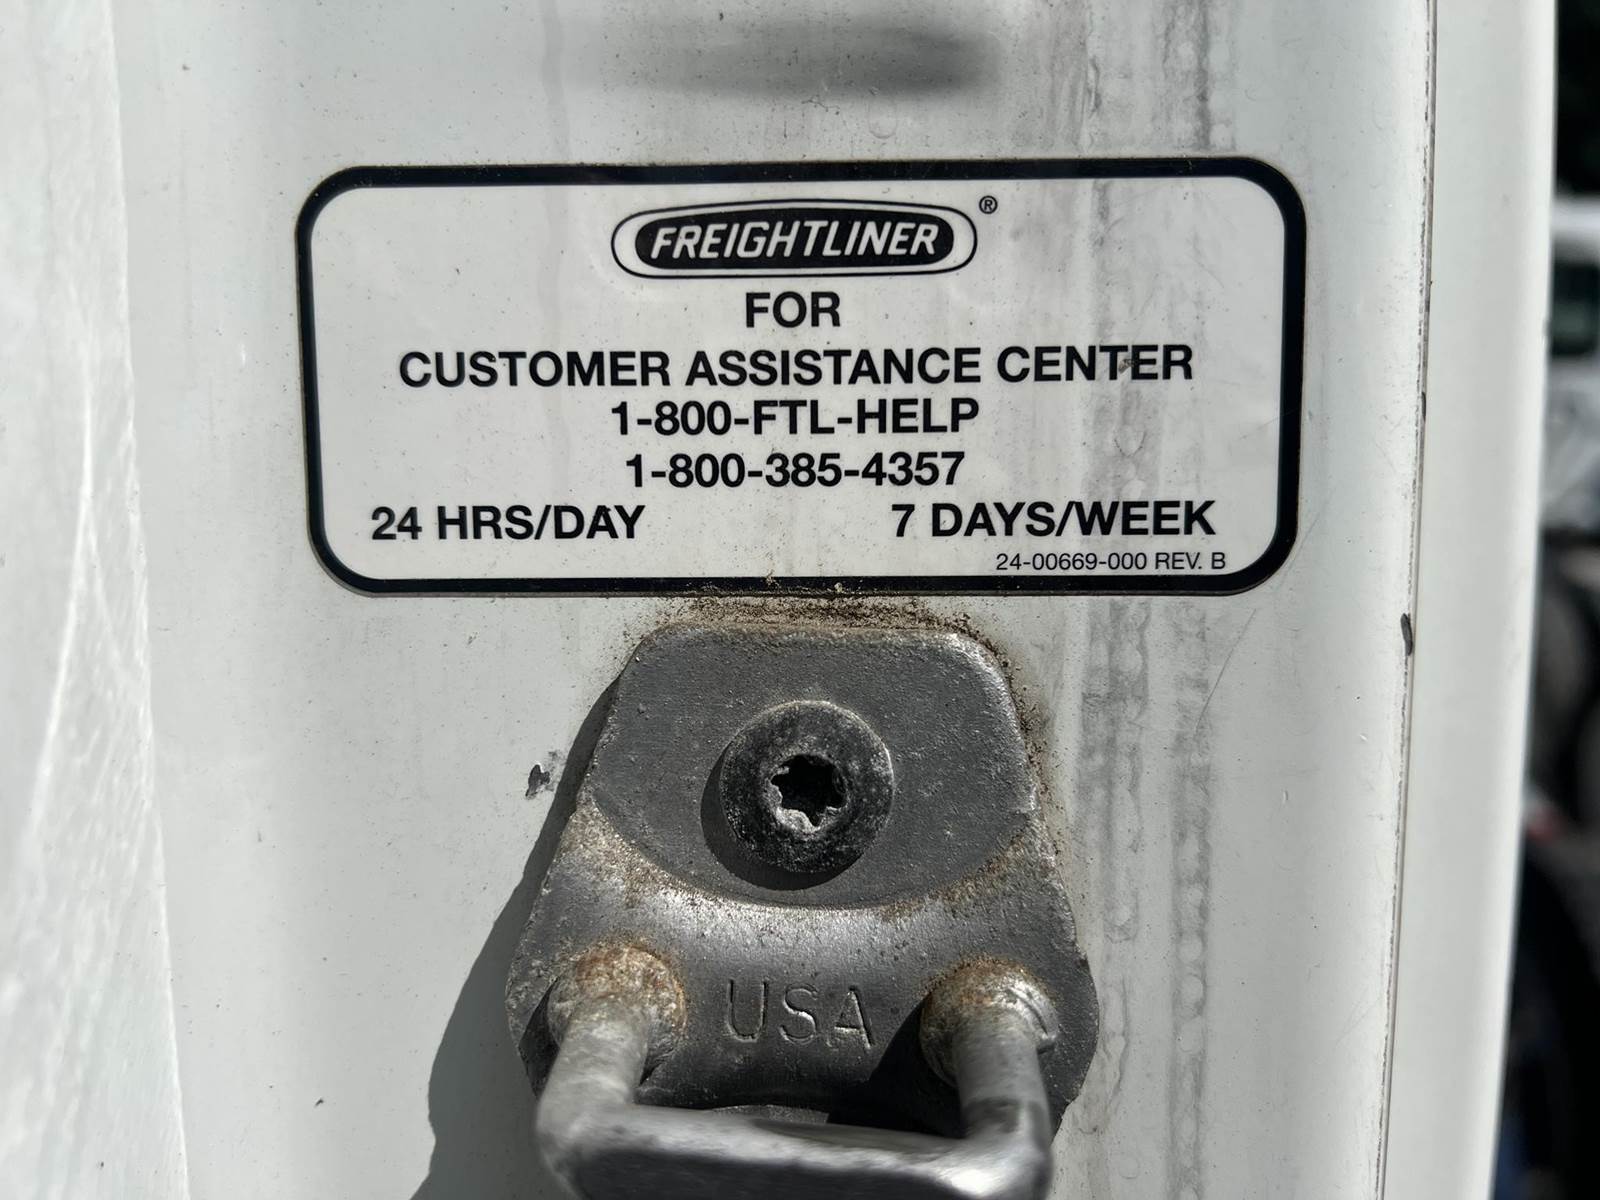 FREIGHTLINER®
FOR
CUSTOMER ASSISTANCE CENTER
1-800-FTL-HELP
1-800-385-4357
24 HRS/DAY 7 DAYS/WEEK
24-00669-000 REV. B
USA